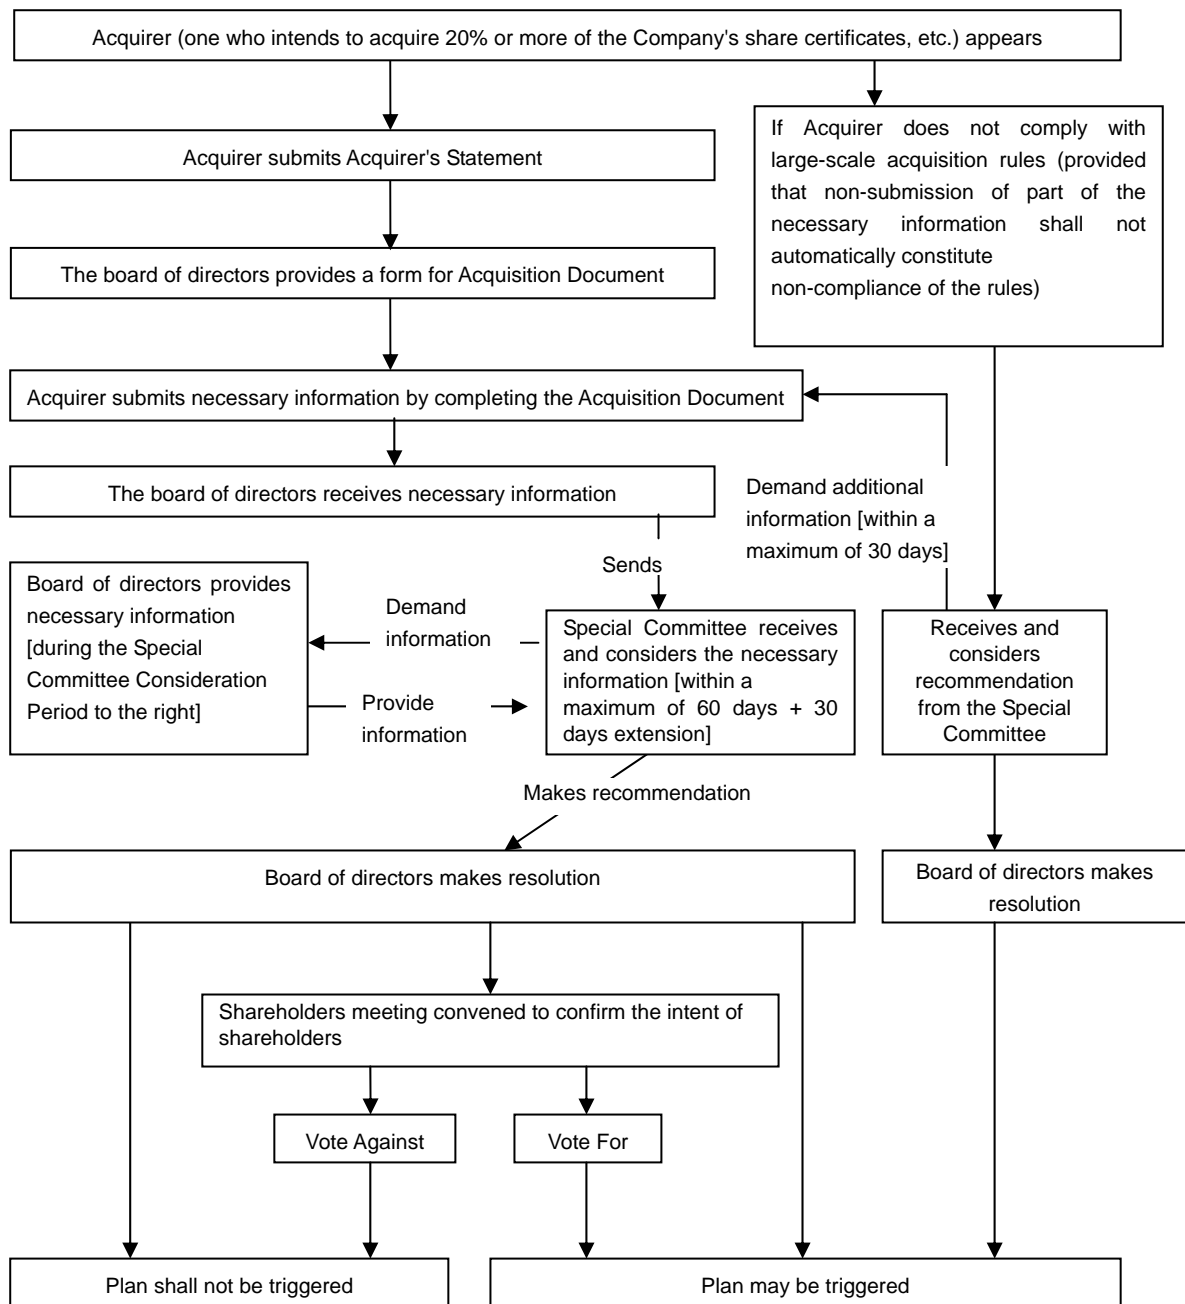 Acquirer (one who intends to acquire 20% or more of the Company's share certificates, etc.) appears
If Acquirer does not comply with
large-scale acquisition rules (provided
that non-submission of part of the
necessary information shall not
automatically constitute
non-compliance of the rules)
Acquirer submits Acquirer's Statement
The board of directors provides a form for Acquisition Document
Acquirer submits necessary information by completing the Acquisition Document
The board of directors receives necessary information
Demand additional
information [within a
maximum of 30 days]
Sends
Board of directors provides
necessary information
[during the Special
Committee Consideration
Period to the right]
Demand
information
Provide
information
Special Committee receives
and considers the necessary
information [within a
maximum of 60 days + 30
days extension]
Receives and
considers
recommendation
from the Special
Committee
Makes recommendation
Board of directors makes resolution
Board of directors makes
resolution
Shareholders meeting convened to confirm the intent of
shareholders
Vote Against
Vote For
Plan shall not be triggered
Plan may be triggered